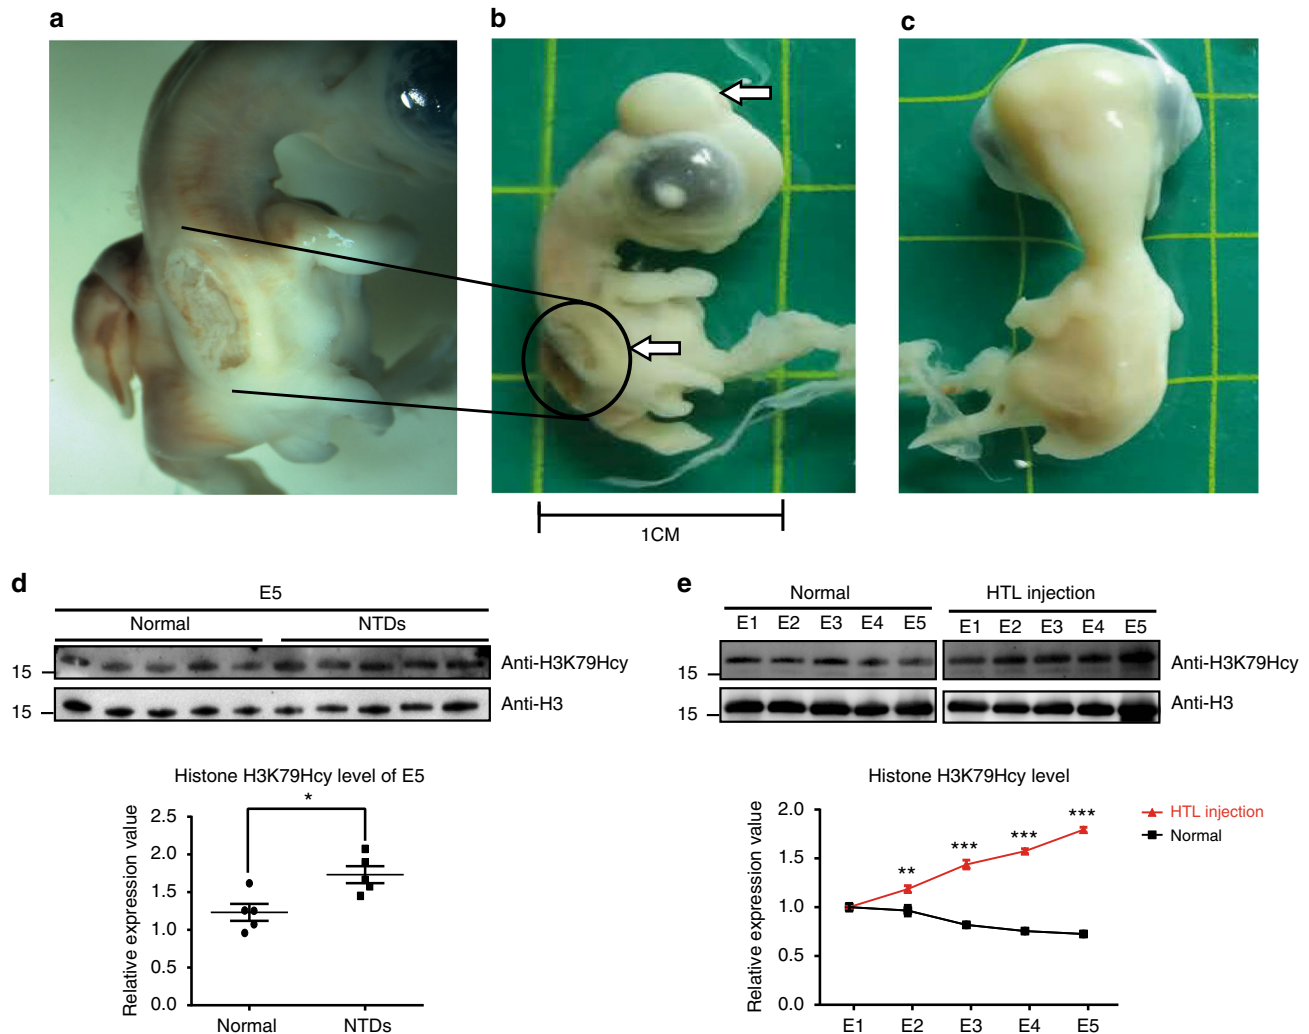 a
b
c
1CM
d
E5
Normal NTDs
15 Anti-H3K79Hcy
15 Anti-H3
Histone H3K79Hcy level of E5
Relative expression value
2.5
2.0
1.5
1.0
0.5
0.0
*
Normal NTDs
e
Normal HTL injection
E1 E2 E3 E4 E5 E1 E2 E3 E4 E5
15 Anti-H3K79Hcy
15 Anti-H3
Histone H3K79Hcy level
Relative expression value
2.0
1.5
1.0
0.5
0.0
** *** *** ***
HTL injection
Normal
E1 E2 E3 E4 E5